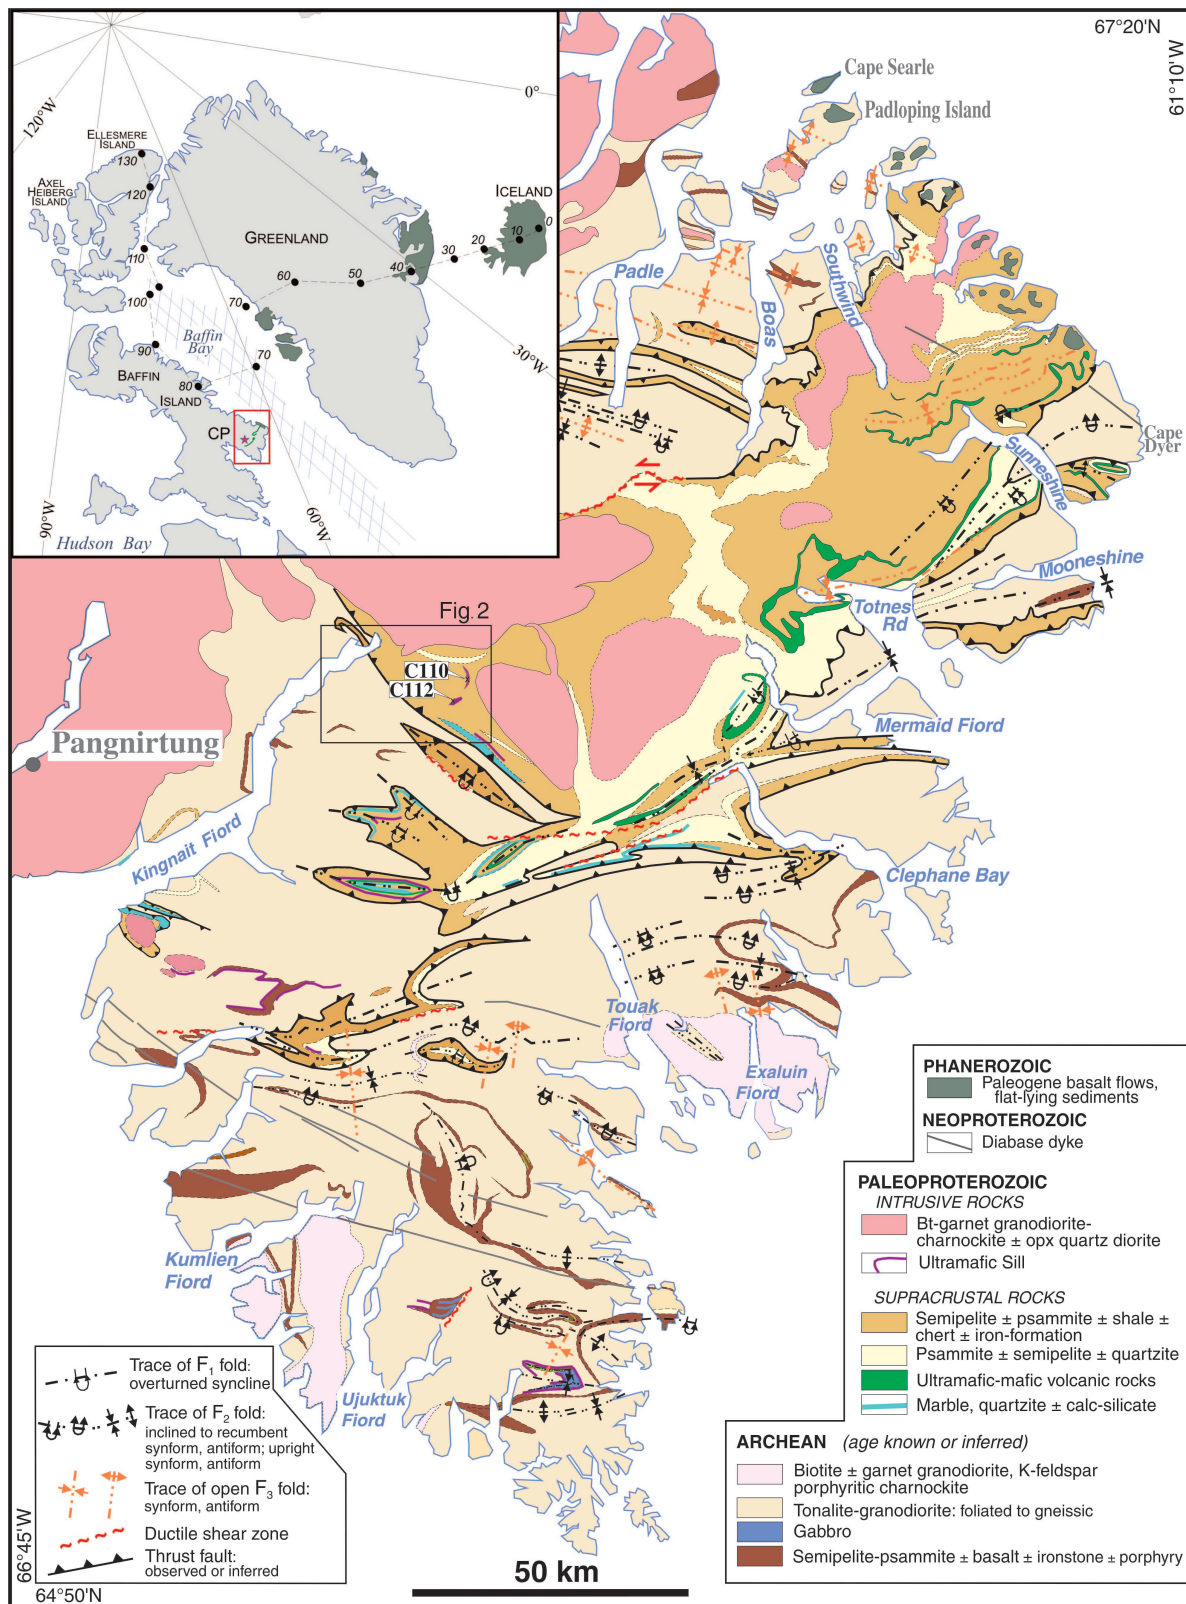 67°20'N
61°10'W
120°W
0°
ELLESMERE
ISLAND
130
AXEL
HEIBERG
ISLAND
120
ICELAND
0
10
20
30
GREENLAND
40
50
60
70
110
100
Baffin
Bay
90
70
30°W
BAFFIN
ISLAND
80
CP
90°W
60°W
Hudson Bay
Cape Searle
Padloping Island
Padle
Boas
Southwind
Cape
Dyer
Sunneshine
Mooneshine
Totnes
Rd
Fig. 2
C110
C112
Mermaid Fiord
Pangnirtung
Kingnait Fiord
Clephane Bay
Touak
Fiord
Exaluin
Fiord
Kumlien
Fiord
Ujuktuk
Fiord
PHANEROZOIC
Paleogene basalt flows,
flat-lying sediments
NEOPROTEROZOIC
Diabase dyke
PALEOPROTEROZOIC
INTRUSIVE ROCKS
Bt-garnet granodiorite-
charnockite ± opx quartz diorite
Ultramafic Sill
SUPRACRUSTAL ROCKS
Semipelite ± psammite ± shale ±
chert ± iron-formation
Psammite ± semipelite ± quartzite
Ultramafic-mafic volcanic rocks
Marble, quartzite ± calc-silicate
ARCHEAN (age known or inferred)
Biotite ± garnet granodiorite, K-feldspar
porphyritic charnockite
Tonalite-granodiorite: foliated to gneissic
Gabbro
Semipelite-psammite ± basalt ± ironstone ± porphyry
Trace of F1 fold:
overturned syncline
Trace of F2 fold:
inclined to recumbent
synform, antiform; upright
synform, antiform
Trace of open F3 fold:
synform, antiform
Ductile shear zone
Thrust fault:
observed or inferred
66°45'W
64°50'N
50 km